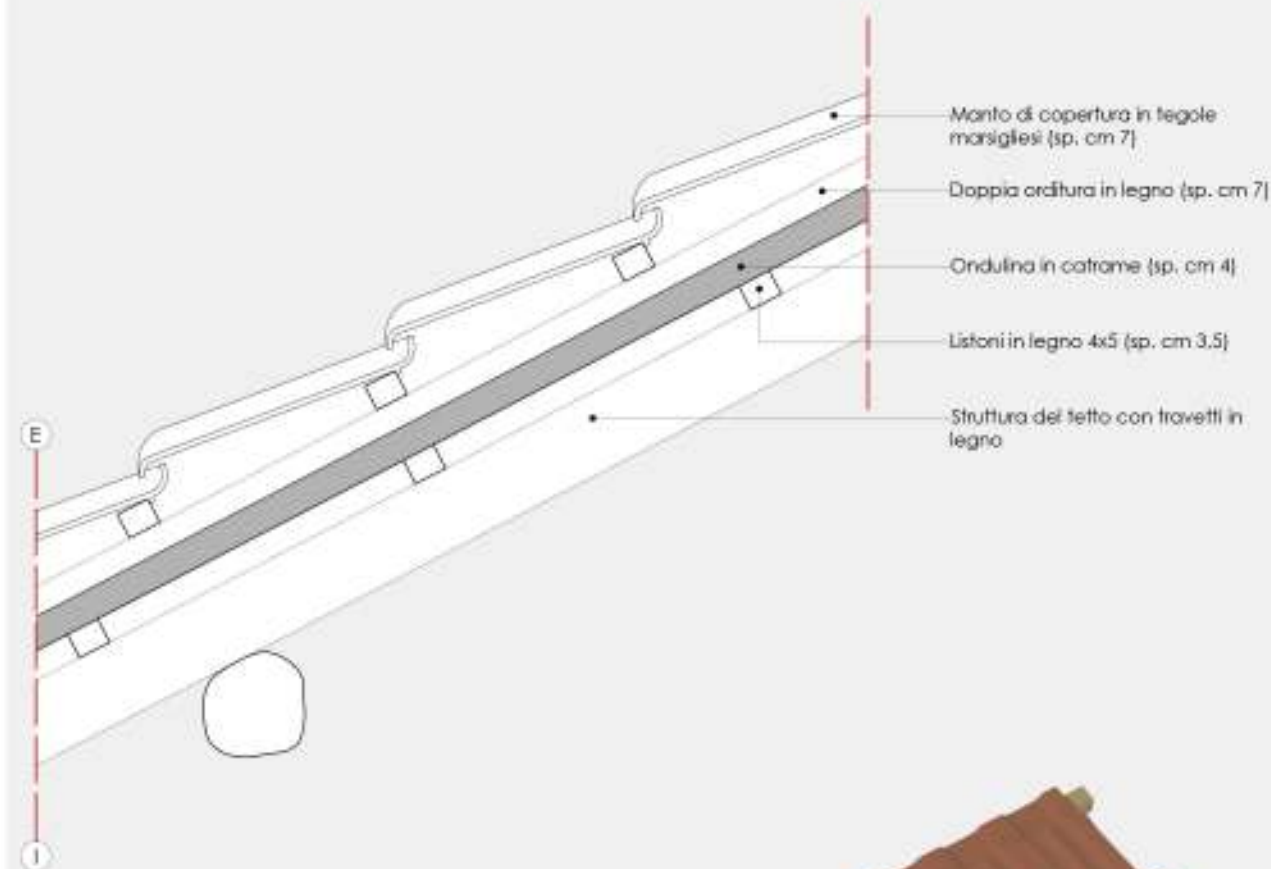 Manto di copertura in tegole
marsigliesi (sp. cm 7)
Doppia orditura in legno (sp. cm 7)
Ondulina in catrame (sp. cm 4)
Listoni in legno 4x5 (sp. cm 3,5)
Struttura del tetto con travetti in
legno
E
I